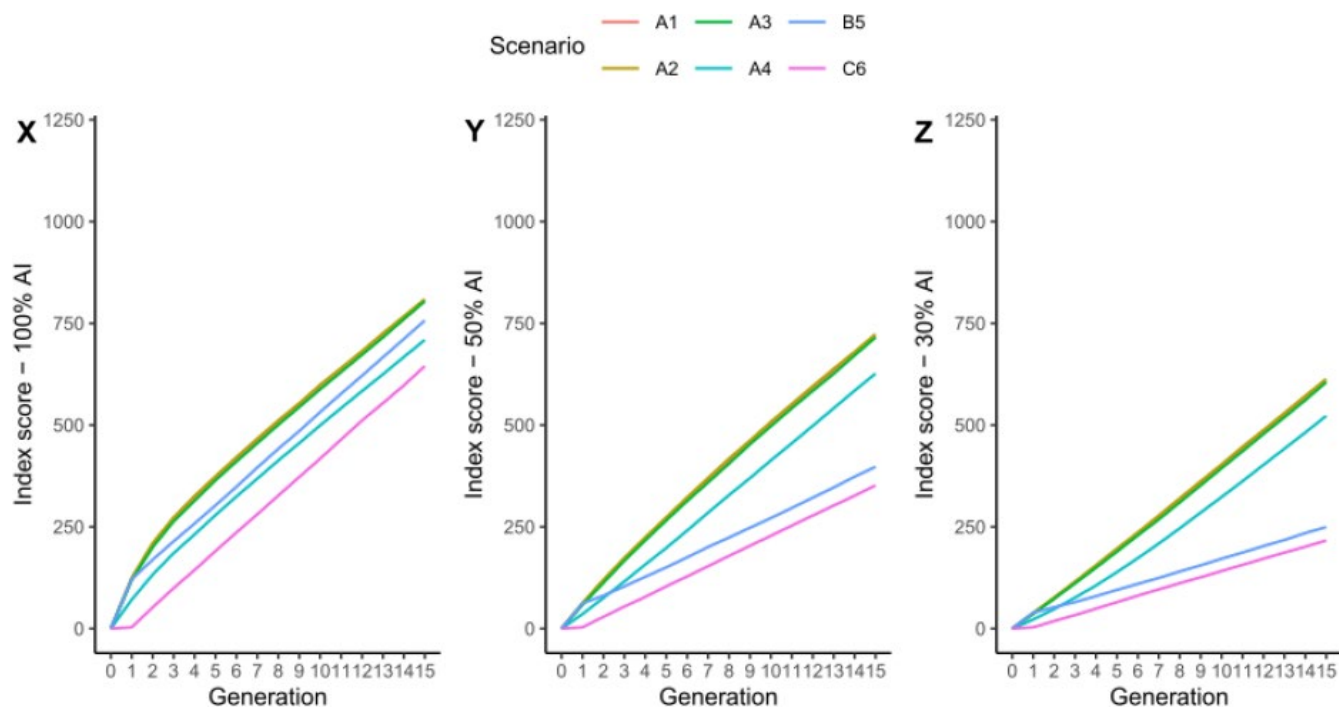 Scenario
A1 A3 B5
A2 A4 C6
X
1250
1000
750
500
250
0
Index score − 100% AI
0 1 2 3 4 5 6 7 8 9 10 11 12 13 14 15
Generation
Y
1250
1000
750
500
250
0
Index score − 50% AI
0 1 2 3 4 5 6 7 8 9 10 11 12 13 14 15
Generation
Z
1250
1000
750
500
250
0
Index score − 30% AI
0 1 2 3 4 5 6 7 8 9 10 11 12 13 14 15
Generation